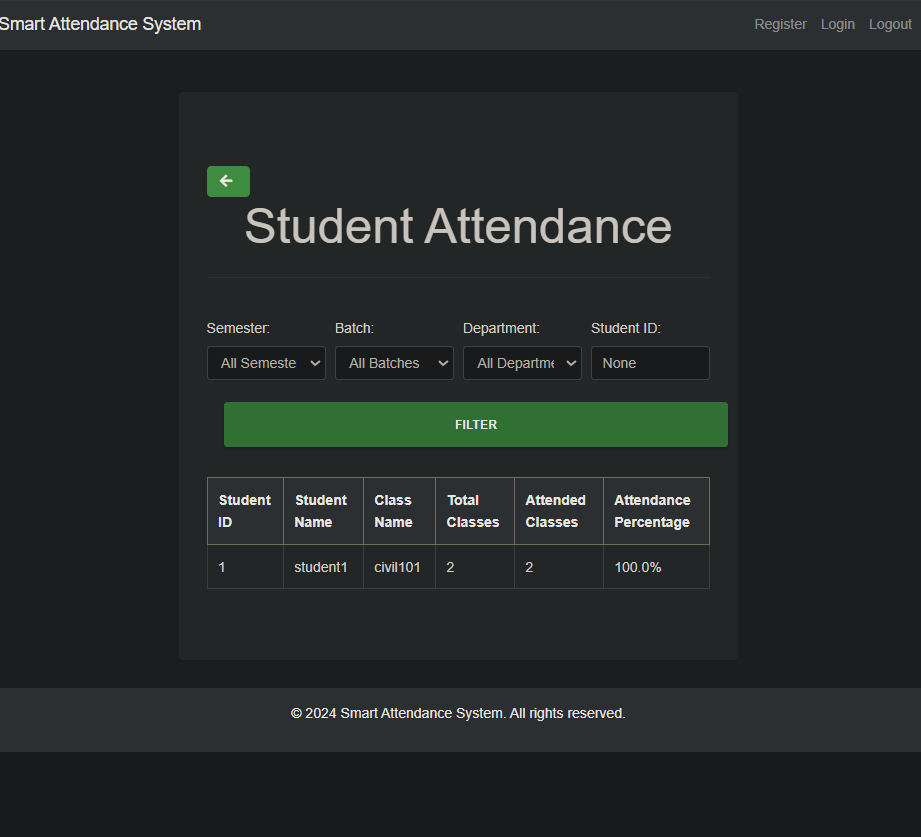 Smart Attendance System Register Login Logout
Student Attendance
Semester: Batch: Department: Student ID:
All Semeste All Batches All Departme None
FILTER
Student ID Student Name Class Name Total Classes Attended Classes Attendance Percentage
1 student1 civil101 2 2 100.0%
© 2024 Smart Attendance System. All rights reserved.